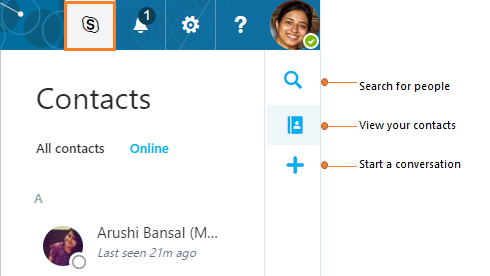 1
?
Contacts
Search for people
View your contacts
All contacts Online
Start a conversation
A
Arushi Bansal (M...
Last seen 21m ago